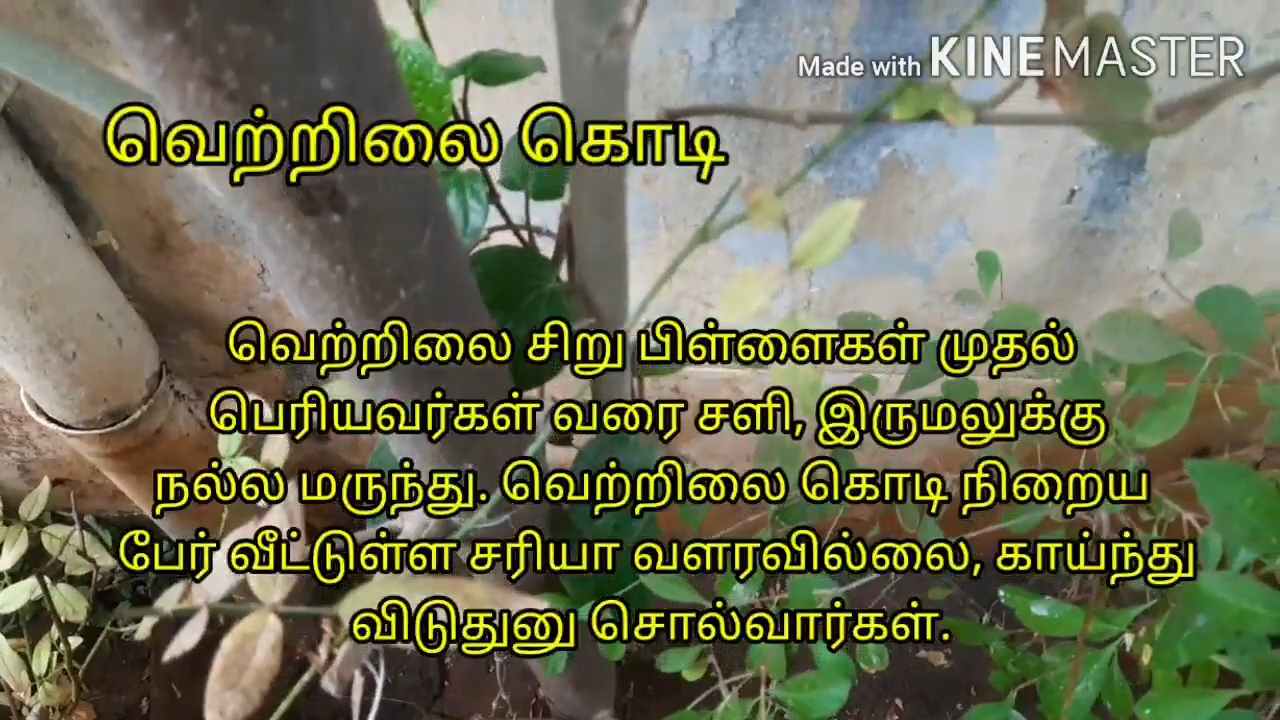 Made with KINEMASTER
வெற்றிலை கொடி
வெற்றிலை சிறு பிள்ளைகள் முதல்
பெரியவர்கள் வரை சளி, இருமலுக்கு
நல்ல மருந்து. வெற்றிலை கொடி நிறைய
பேர் வீட்டுள்ள சரியா வளரவில்லை, காய்ந்து
விடுதுனு சொல்வார்கள்.